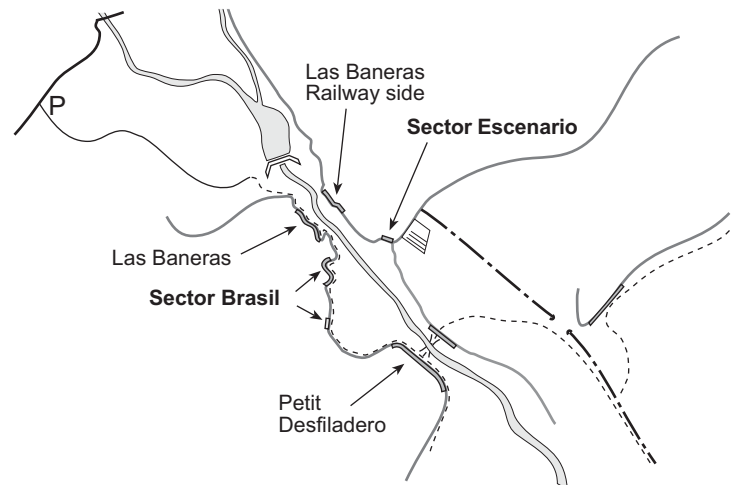 Las Baneras
Railway side
P
Sector Escenario
Las Baneras
Sector Brasil
Petit
Desfiladero